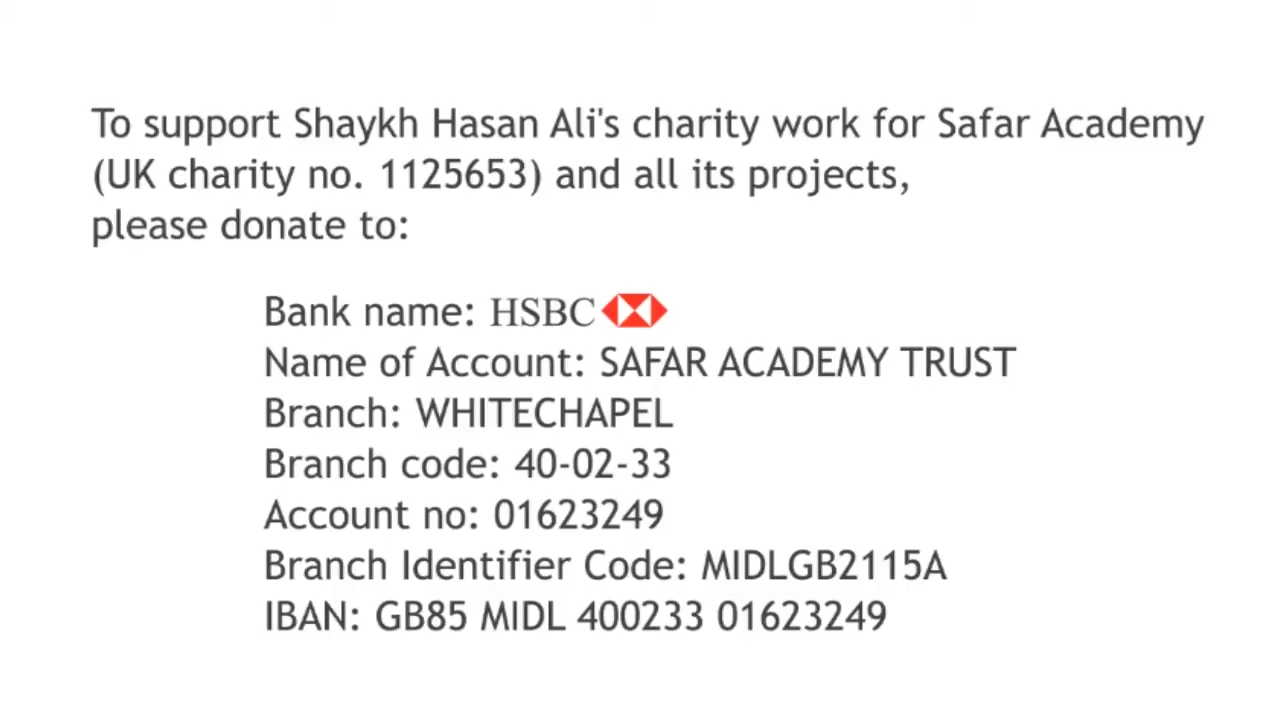 To support Shaykh Hasan Ali's charity work for Safar Academy
(UK charity no. 1125653) and all its projects,
please donate to:
Bank name: HSBC
Name of Account: SAFAR ACADEMY TRUST
Branch: WHITECHAPEL
Branch code: 40-02-33
Account no: 01623249
Branch Identifier Code: MIDLGB2115A
IBAN: GB85 MIDL 400233 01623249